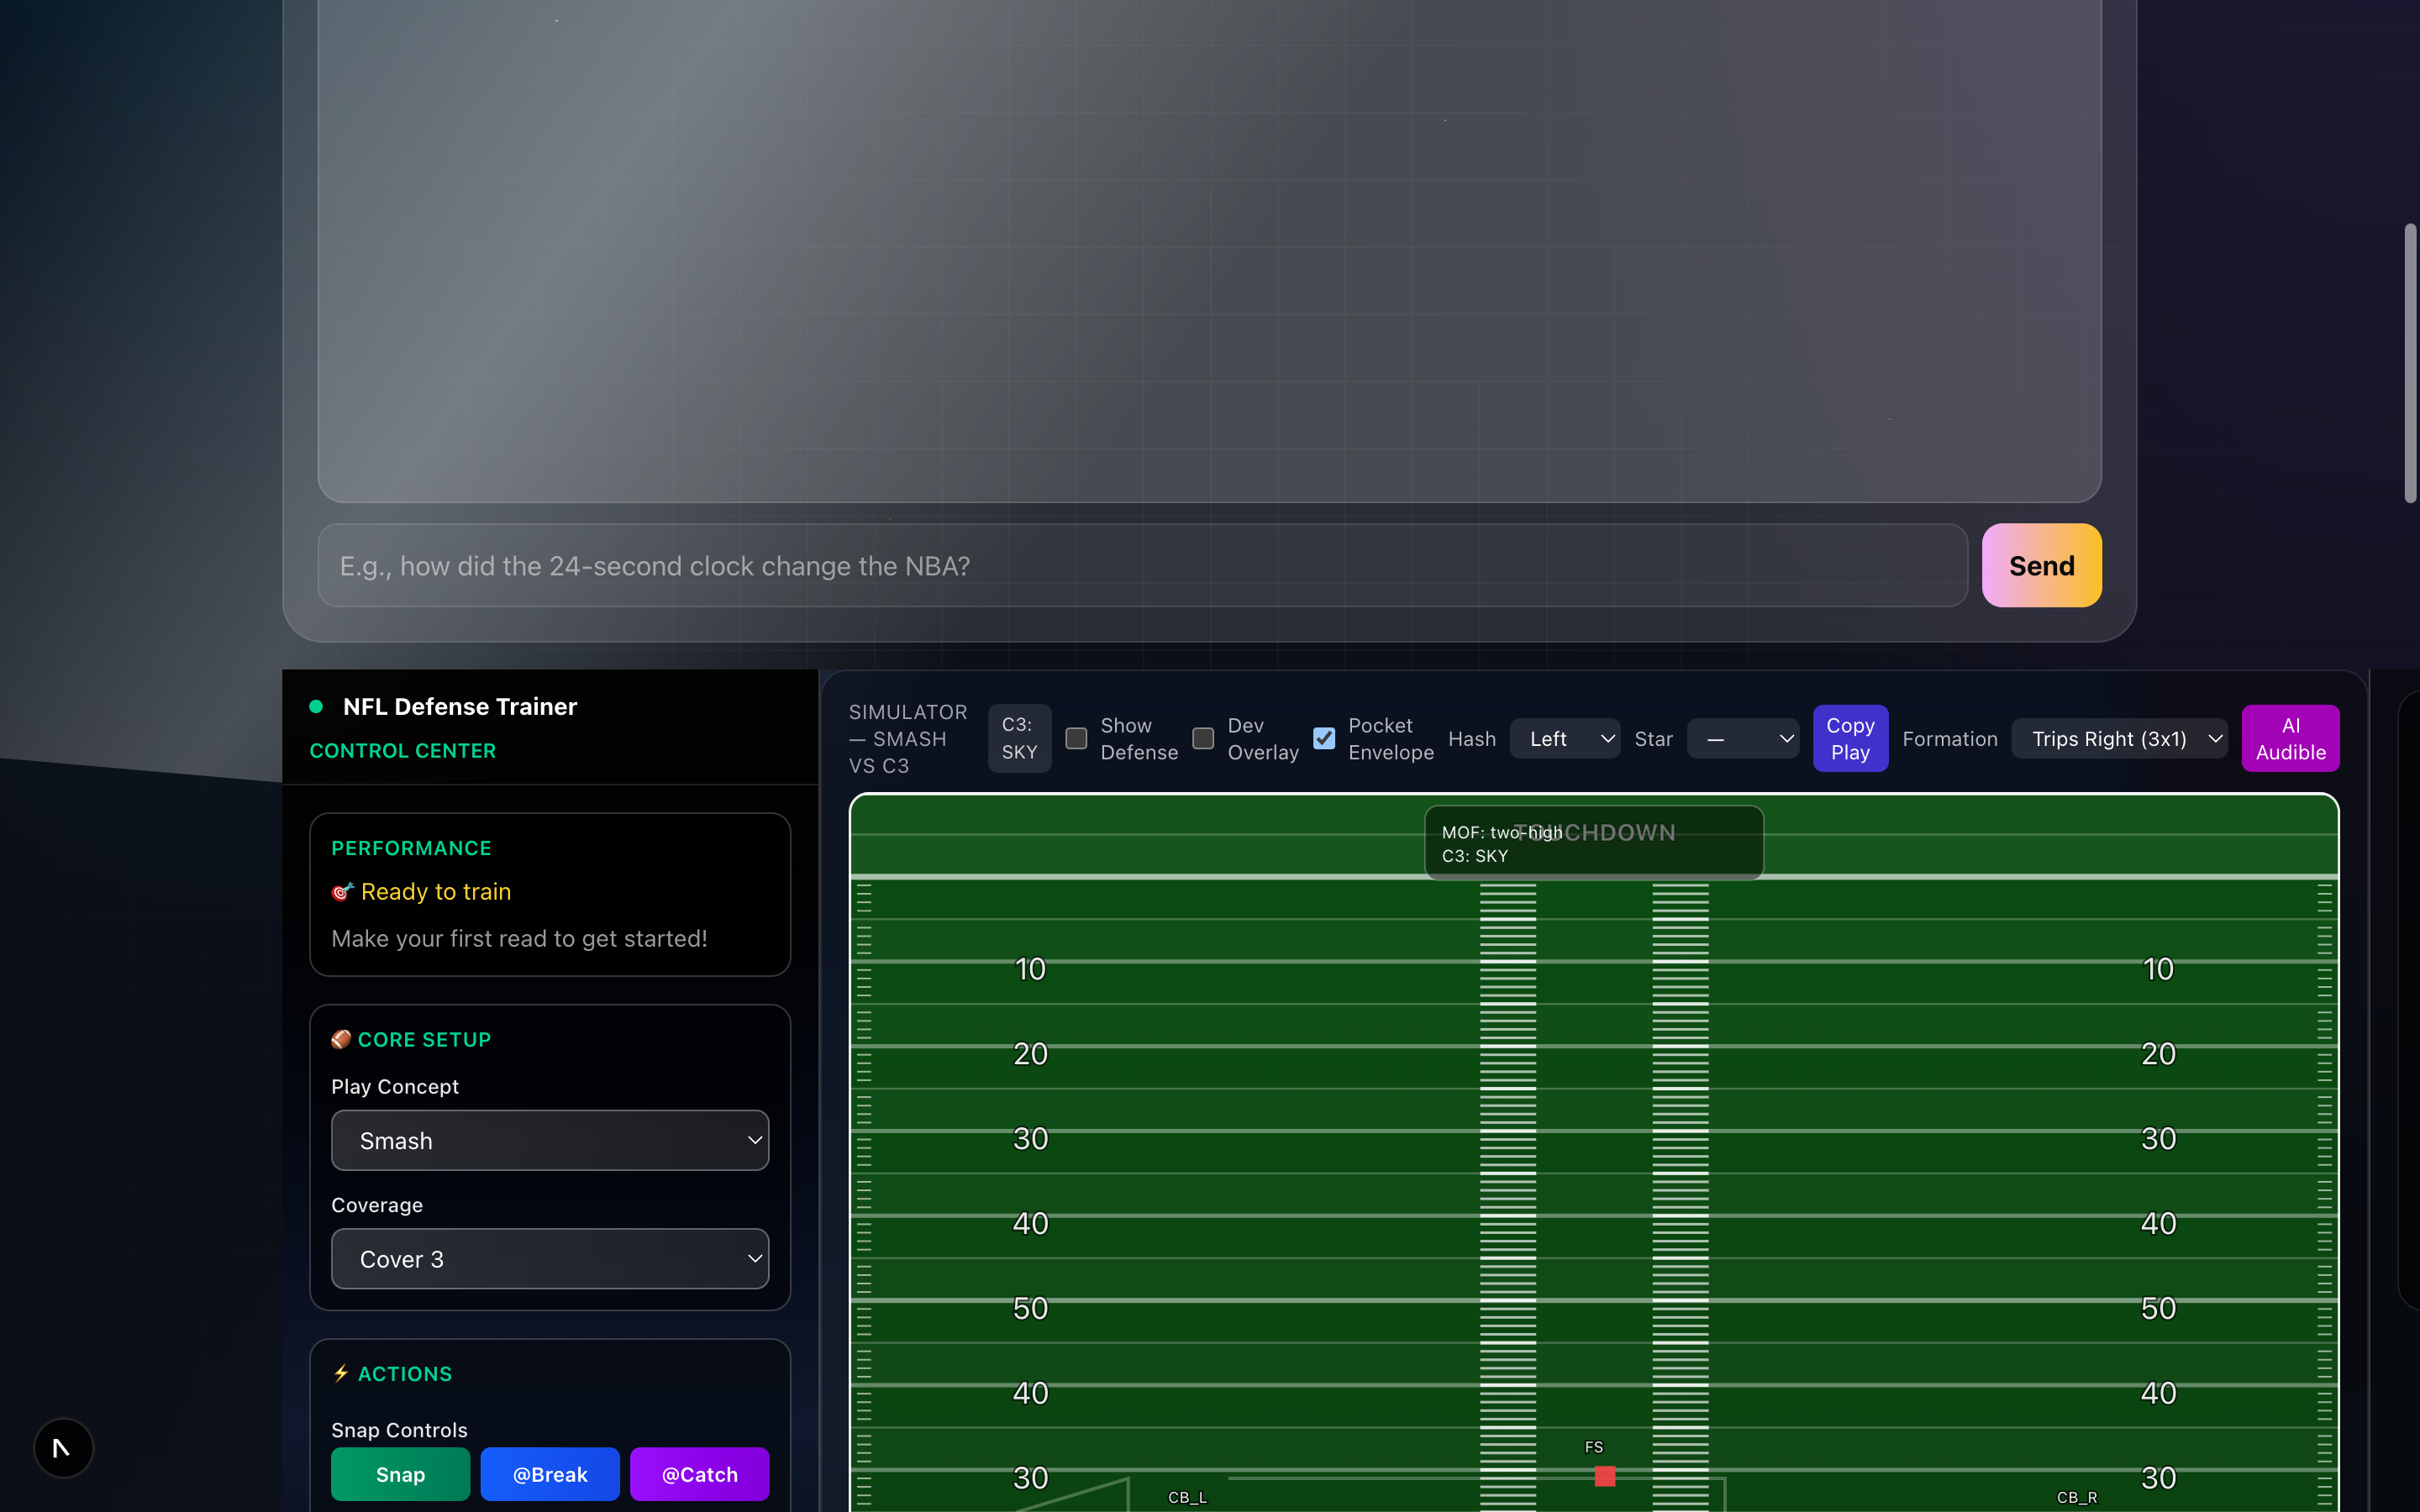 E.g., how did the 24-second clock change the NBA?
Send
NFL Defense Trainer
CONTROL CENTER
PERFORMANCE
🎯 Ready to train
Make your first read to get started!
🏈 CORE SETUP
Play Concept
Smash
Coverage
Cover 3
⚡ ACTIONS
Snap Controls
Snap
@Break
@Catch
SIMULATOR
— SMASH
VS C3
C3:
SKY
Show
Defense
Dev
Overlay
Pocket
Envelope
Hash
Left
Star
—
Copy
Play
Formation
Trips Right (3x1)
AI
Audible
TOUCHDOWN
MOF: two-high
C3: SKY
10 10
20 20
30 30
40 40
50 50
40 40
FS
30 30
CB_L
CB_R